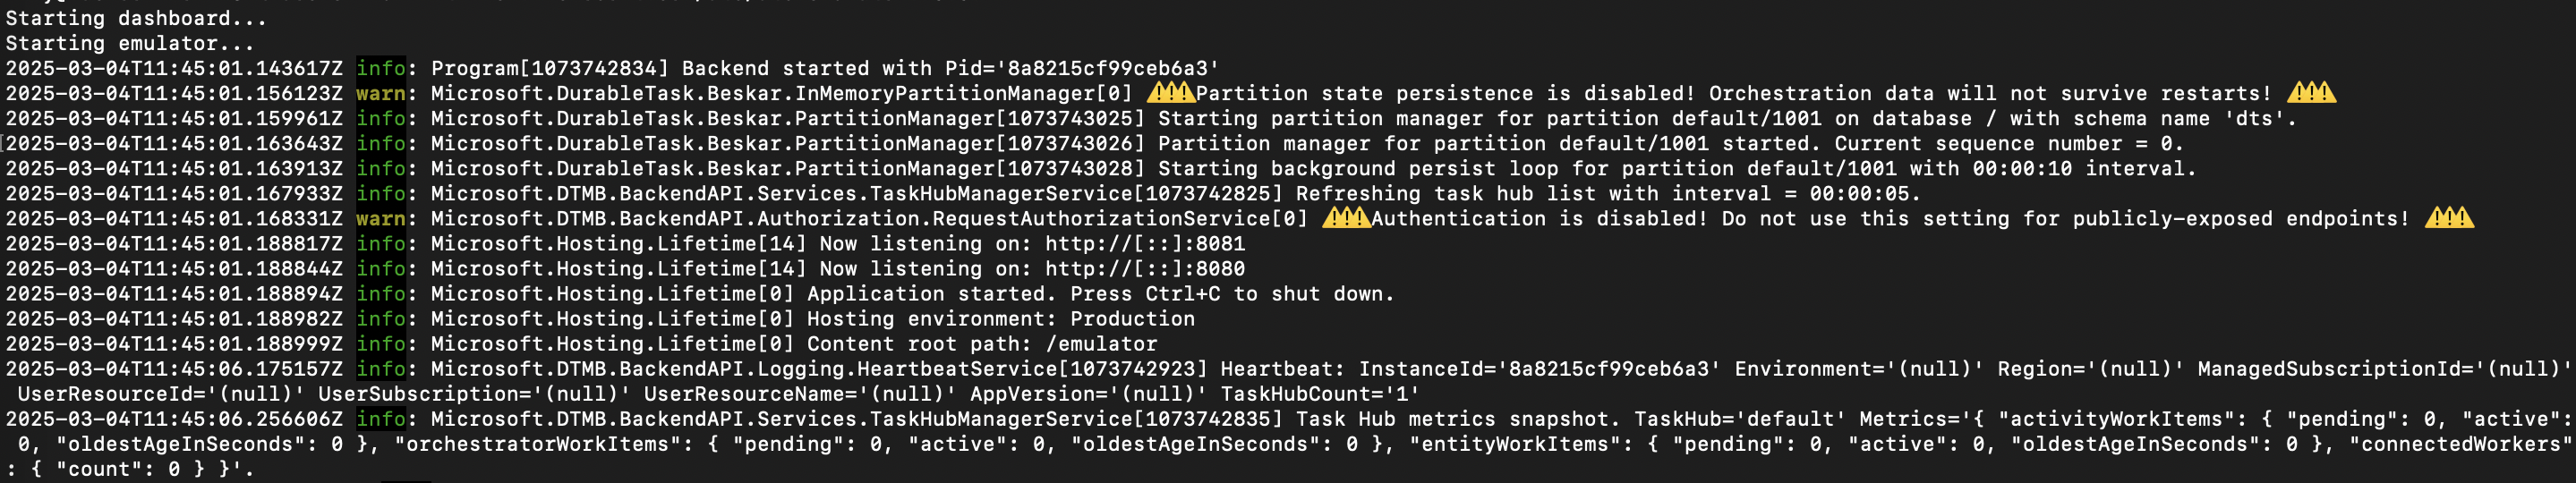 Starting dashboard...
Starting emulator...
2025-03-04T11:45:01.143617Z info: Program[1073742834] Backend started with Pid='8a8215cf99ceb6a3'
2025-03-04T11:45:01.156123Z warn: Microsoft.DurableTask.Beskar.InMemoryPartitionManager[0] ⚠️⚠️⚠️Partition state persistence is disabled! Orchestration data will not survive restarts! ⚠️⚠️⚠️
2025-03-04T11:45:01.159961Z info: Microsoft.DurableTask.Beskar.PartitionManager[1073743025] Starting partition manager for partition default/1001 on database / with schema name 'dts'.
2025-03-04T11:45:01.163643Z info: Microsoft.DurableTask.Beskar.PartitionManager[1073743026] Partition manager for partition default/1001 started. Current sequence number = 0.
2025-03-04T11:45:01.163913Z info: Microsoft.DurableTask.Beskar.PartitionManager[1073743028] Starting background persist loop for partition default/1001 with 00:00:10 interval.
2025-03-04T11:45:01.167933Z info: Microsoft.DTMB.BackendAPI.Services.TaskHubManagerService[1073742825] Refreshing task hub list with interval = 00:00:05.
2025-03-04T11:45:01.168331Z warn: Microsoft.DTMB.BackendAPI.Authorization.RequestAuthorizationService[0] ⚠️⚠️⚠️Authentication is disabled! Do not use this setting for publicly-exposed endpoints! ⚠️⚠️⚠️
2025-03-04T11:45:01.188817Z info: Microsoft.Hosting.Lifetime[14] Now listening on: http://[::]:8081
2025-03-04T11:45:01.188844Z info: Microsoft.Hosting.Lifetime[14] Now listening on: http://[::]:8080
2025-03-04T11:45:01.188894Z info: Microsoft.Hosting.Lifetime[0] Application started. Press Ctrl+C to shut down.
2025-03-04T11:45:01.188982Z info: Microsoft.Hosting.Lifetime[0] Hosting environment: Production
2025-03-04T11:45:01.188999Z info: Microsoft.Hosting.Lifetime[0] Content root path: /emulator
2025-03-04T11:45:06.175157Z info: Microsoft.DTMB.BackendAPI.Logging.HeartbeatService[1073742923] Heartbeat: InstanceId='8a8215cf99ceb6a3' Environment='(null)' Region='(null)' ManagedSubscriptionId='(null)'
UserResourceId='(null)' UserSubscription='(null)' UserResourceName='(null)' AppVersion='(null)' TaskHubCount='1'
2025-03-04T11:45:06.256606Z info: Microsoft.DTMB.BackendAPI.Services.TaskHubManagerService[1073742835] Task Hub metrics snapshot. TaskHub='default' Metrics='{ "activityWorkItems": { "pending": 0, "active":
0, "oldestAgeInSeconds": 0 }, "orchestratorWorkItems": { "pending": 0, "active": 0, "oldestAgeInSeconds": 0 }, "entityWorkItems": { "pending": 0, "active": 0, "oldestAgeInSeconds": 0 }, "connectedWorkers"
: { "count": 0 } }'.